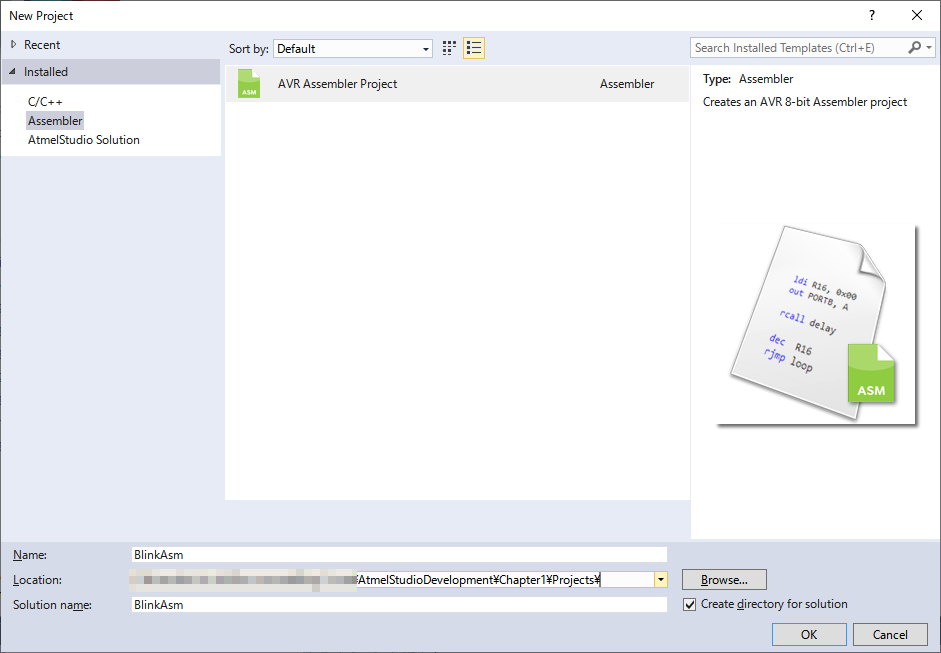 New Project
?
Recent
Installed
C/C++
Assembler
AtmelStudio Solution
Sort by: Default
Search Installed Templates (Ctrl+E)
ASM AVR Assembler Project Assembler
Type: Assembler
Creates an AVR 8-bit Assembler project
ldi R16, 0x00
out PORTB, A
rcall delay
dec R16
rjmp loop
ASM
Name: BlinkAsm
Location: ¥AtmelStudioDevelopment¥Chapter1¥Projects¥ Browse...
Solution name: BlinkAsm
Create directory for solution
OK Cancel